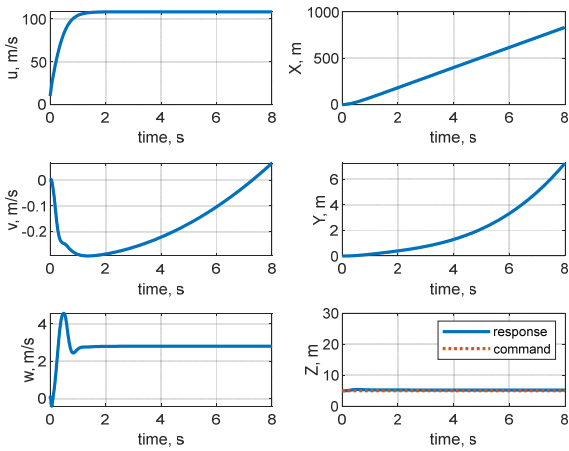 u, m/s
100
50
0
0 2 4 6 8
time, s
X, m
1000
500
0
0 2 4 6 8
time, s
v, m/s
0
-0.1
-0.2
0 2 4 6 8
time, s
Y, m
6
4
2
0
0 2 4 6 8
time, s
w, m/s
4
2
0
0 2 4 6 8
time, s
Z, m
30
20
10
0
0 2 4 6 8
time, s
response
command